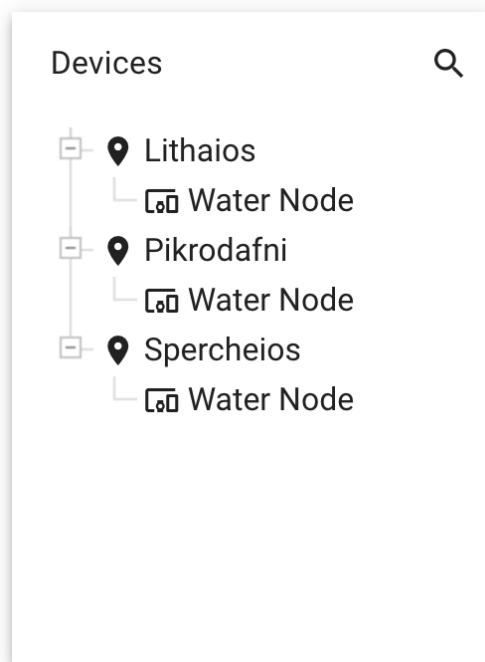 Devices
Lithaios
Water Node
Pikrodafni
Water Node
Spercheios
Water Node